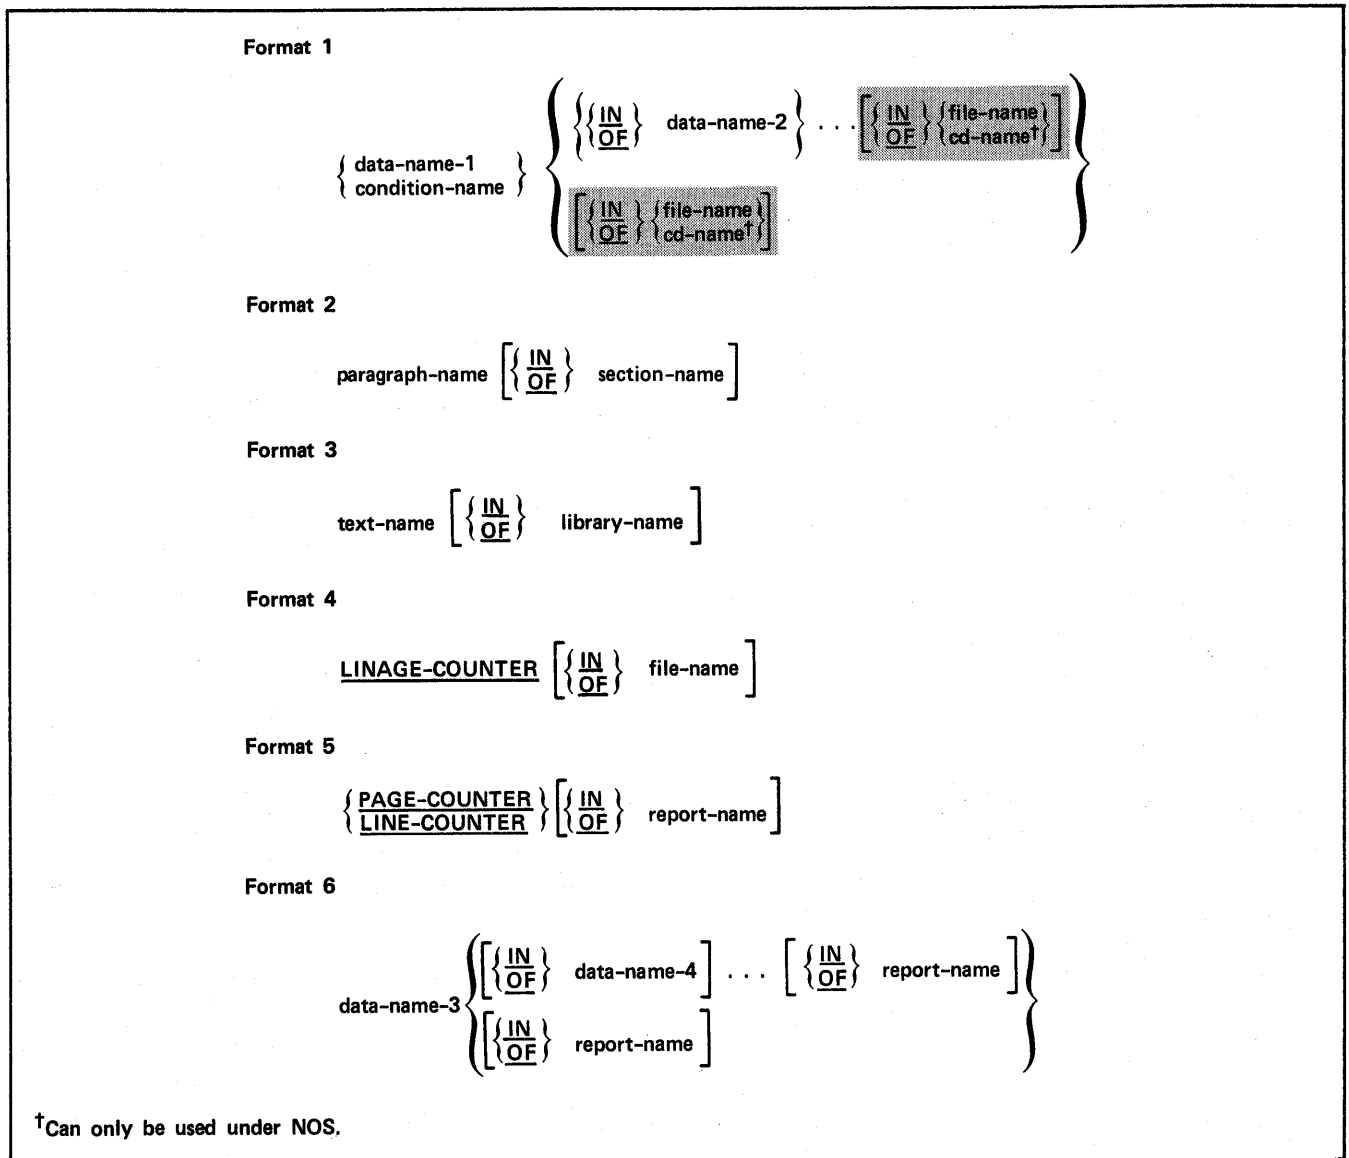 Format 1
{ {IN / OF} data-name-2 } . . . [ {IN / OF} {file-name / cd-name†} ]
{ data-name-1
condition-name }
[ {IN / OF} {file-name / cd-name†} ]
Format 2
paragraph-name [ {IN / OF} section-name ]
Format 3
text-name [ {IN / OF} library-name ]
Format 4
LINAGE-COUNTER [ {IN / OF} file-name ]
Format 5
{ PAGE-COUNTER / LINE-COUNTER } [ {IN / OF} report-name ]
Format 6
{ [ {IN / OF} data-name-4 ] . . . [ {IN / OF} report-name ]
data-name-3
[ {IN / OF} report-name ] }
†Can only be used under NOS.